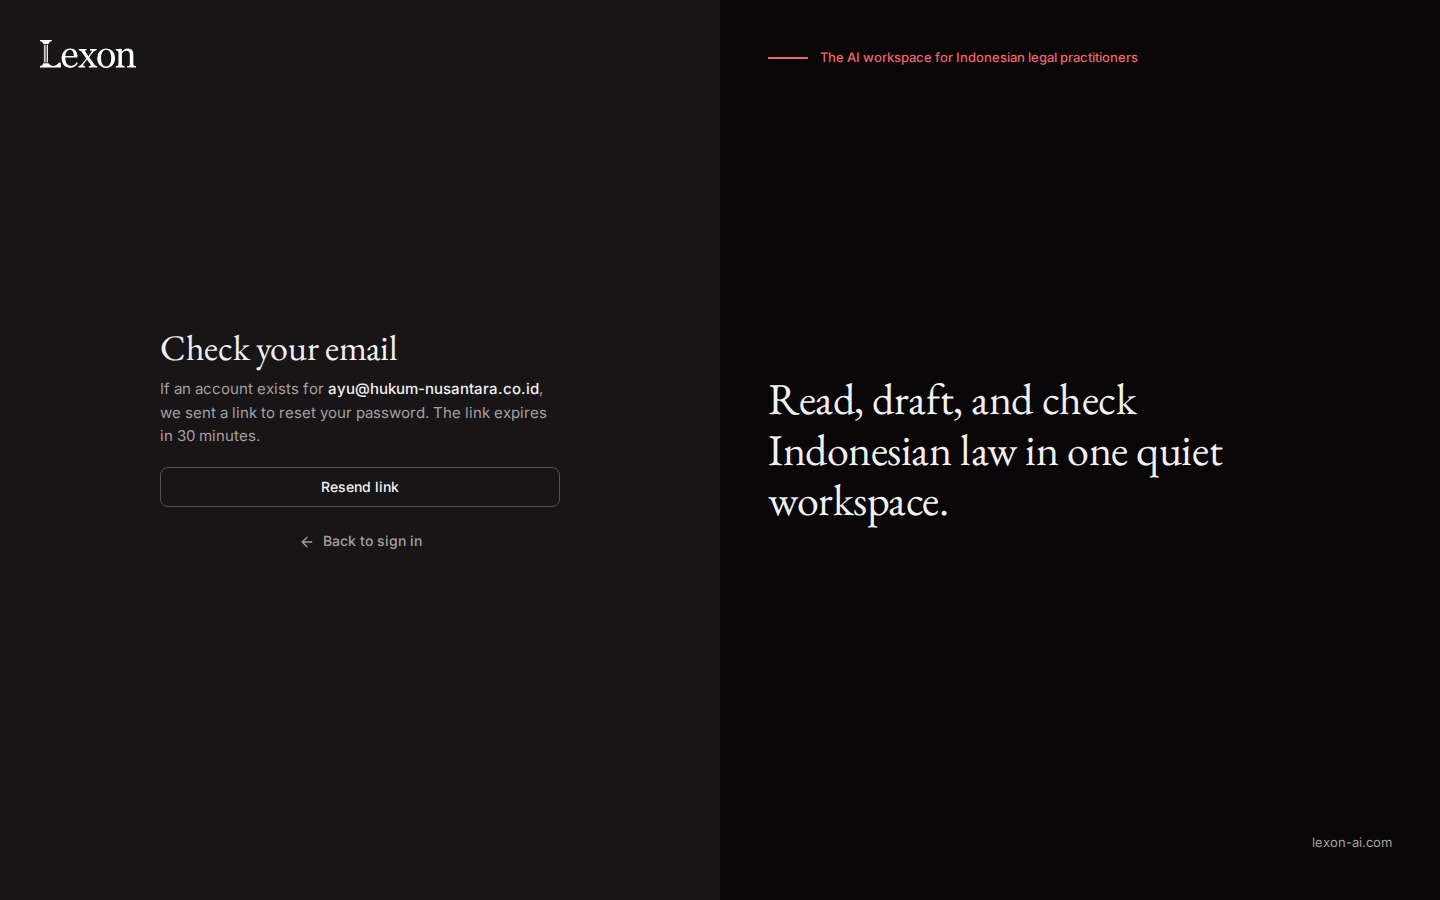 Lexon
Check your email
If an account exists for ayu@hukum-nusantara.co.id,
we sent a link to reset your password. The link expires
in 30 minutes.
Resend link
← Back to sign in
The AI workspace for Indonesian legal practitioners
Read, draft, and check
Indonesian law in one quiet
workspace.
lexon-ai.com